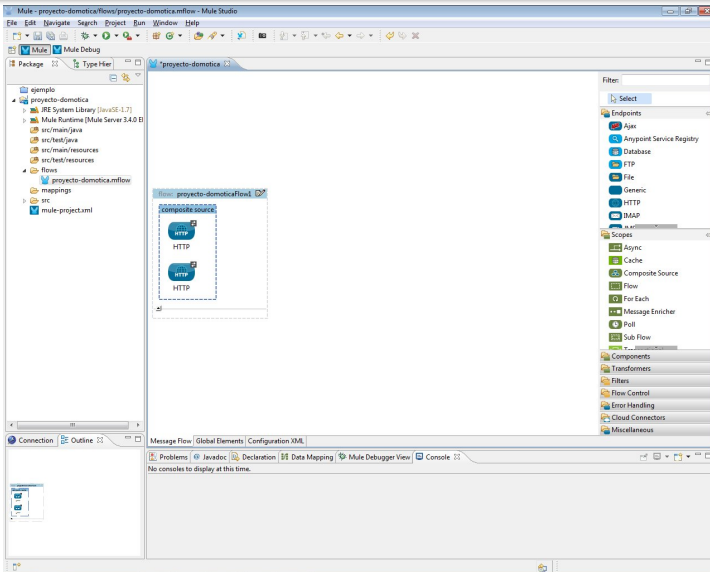 Mule - proyecto-domotica/flows/proyecto-domotica.mflow - Mule Studio
File Edit Navigate Search Project Run Window Help
Mule Mule Debug
Package Type Hier
ejemplo
proyecto-domotica
JRE System Library [JavaSE-1.7]
Mule Runtime [Mule Server 3.4.0 EI
src/main/java
src/test/java
src/main/resources
src/test/resources
flows
proyecto-domotica.mflow
mappings
src
mule-project.xml
*proyecto-domotica
flow: proyecto-domoticaFlow1
composite source
HTTP
HTTP
HTTP
HTTP
Message Flow Global Elements Configuration XML
Filter:
Select
Endpoints
Ajax
Anypoint Service Registry
Database
FTP
File
Generic
HTTP
IMAP
Scopes
Async
Cache
Composite Source
Flow
For Each
Message Enricher
Poll
Sub Flow
Components
Transformers
Filters
Flow Control
Error Handling
Cloud Connectors
Miscellaneous
Connection Outline
Problems Javadoc Declaration Data Mapping Mule Debugger View Console
No consoles to display at this time.